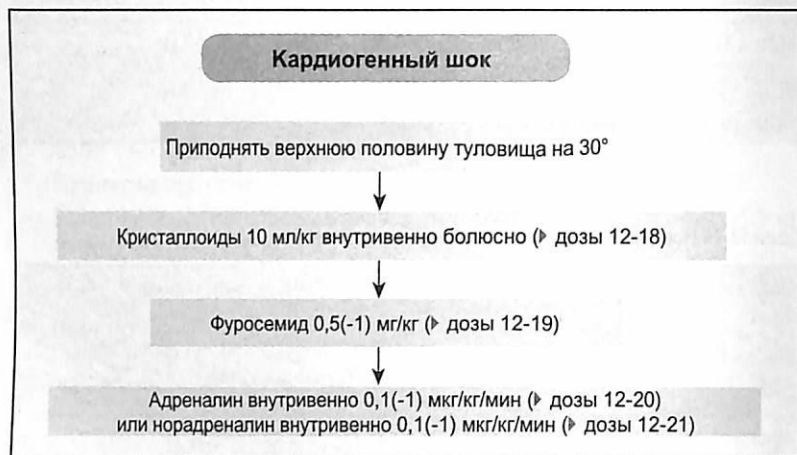 Кардиогенный шок
Приподнять верхнюю половину туловища на 30°
Кристаллоиды 10 мл/кг внутривенно болюсно (▶ дозы 12-18)
Фуросемид 0,5(-1) мг/кг (▶ дозы 12-19)
Адреналин внутривенно 0,1(-1) мкг/кг/мин (▶ дозы 12-20)
или норадреналин внутривенно 0,1(-1) мкг/кг/мин (▶ дозы 12-21)